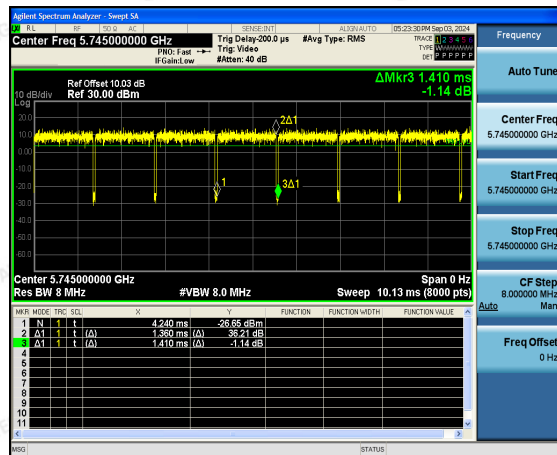 Agilent Spectrum Analyzer - Swept SA
RL RF 50 Ω AC SENSE:INT ALIGN AUTO 05:23:30 PM Sep 03, 2024
Center Freq 5.745000000 GHz
PNO: Fast
IFGain:Low
Trig Delay-200.0 µs
Trig: Video
#Atten: 40 dB
#Avg Type: RMS
TRACE 1 2 3 4 5 6
TYPE WWWWWW
DET P P P P P P
Ref Offset 10.03 dB
10 dB/div Ref 30.00 dBm
Log
ΔMkr3 1.410 ms
-1.14 dB
20.0
10.0
0.00
-10.0
-20.0
-30.0
-40.0
-50.0
-60.0
2Δ1
1
3Δ1
Center 5.745000000 GHz Span 0 Hz
Res BW 8 MHz #VBW 8.0 MHz Sweep 10.13 ms (8000 pts)
MKR MODE TRC SCL X Y FUNCTION FUNCTION WIDTH FUNCTION VALUE
1 N 1 t 4.240 ms -26.65 dBm
2 Δ1 1 t (Δ) 1.360 ms (Δ) 36.21 dB
3 Δ1 1 t (Δ) 1.410 ms (Δ) -1.14 dB
4
5
6
7
8
9
10
11
MSG STATUS
Frequency
Auto Tune
Center Freq
5.745000000 GHz
Start Freq
5.745000000 GHz
Stop Freq
5.745000000 GHz
CF Step
8.000000 MHz
Auto Man
Freq Offset
0 Hz